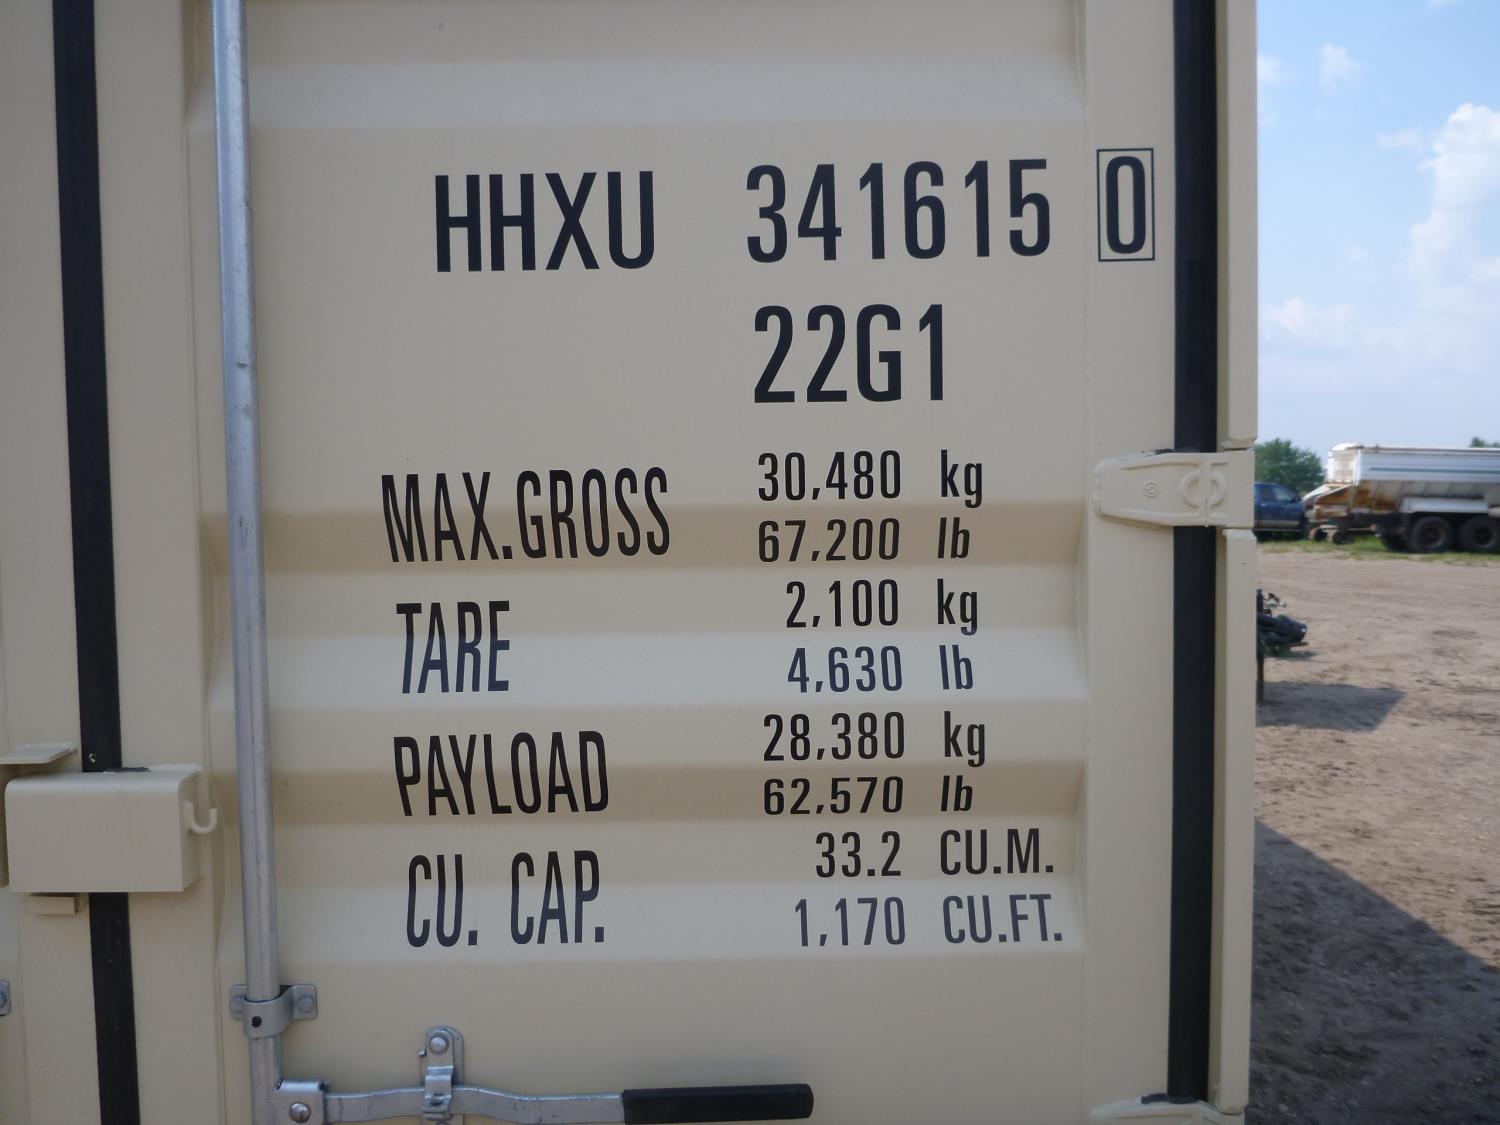 HHXU 341615 0
22G1
MAX.GROSS 30,480 kg
67,200 lb
TARE 2,100 kg
4,630 lb
PAYLOAD 28,380 kg
62,570 lb
CU. CAP. 33.2 CU.M.
1,170 CU.FT.